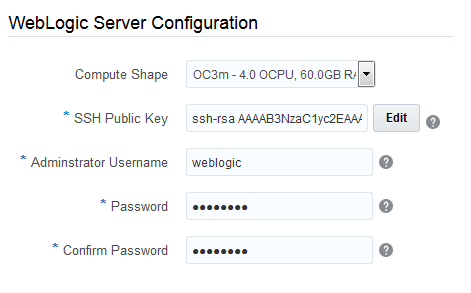 WebLogic Server Configuration
Compute Shape OC3m - 4.0 OCPU, 60.0GB
* SSH Public Key ssh-rsa AAAAB3NzaC1yc2EAAA Edit ?
* Adminstrator Username weblogic ?
* Password ●●●●●●●● ?
* Confirm Password ●●●●●●●● ?